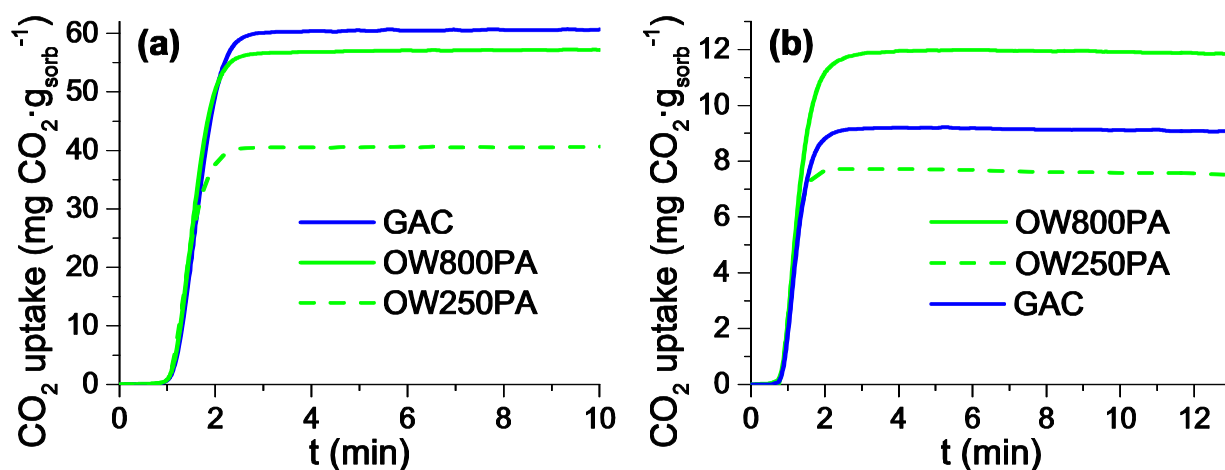 (a)
CO₂ uptake (mg CO₂·g_sorb⁻¹)
60
50
40
30
20
10
0
GAC
OW800PA
OW250PA
0 2 4 6 8 10
t (min)
(b)
CO₂ uptake (mg CO₂·g_sorb⁻¹)
12
10
8
6
4
2
0
OW800PA
OW250PA
GAC
0 2 4 6 8 10 12
t (min)